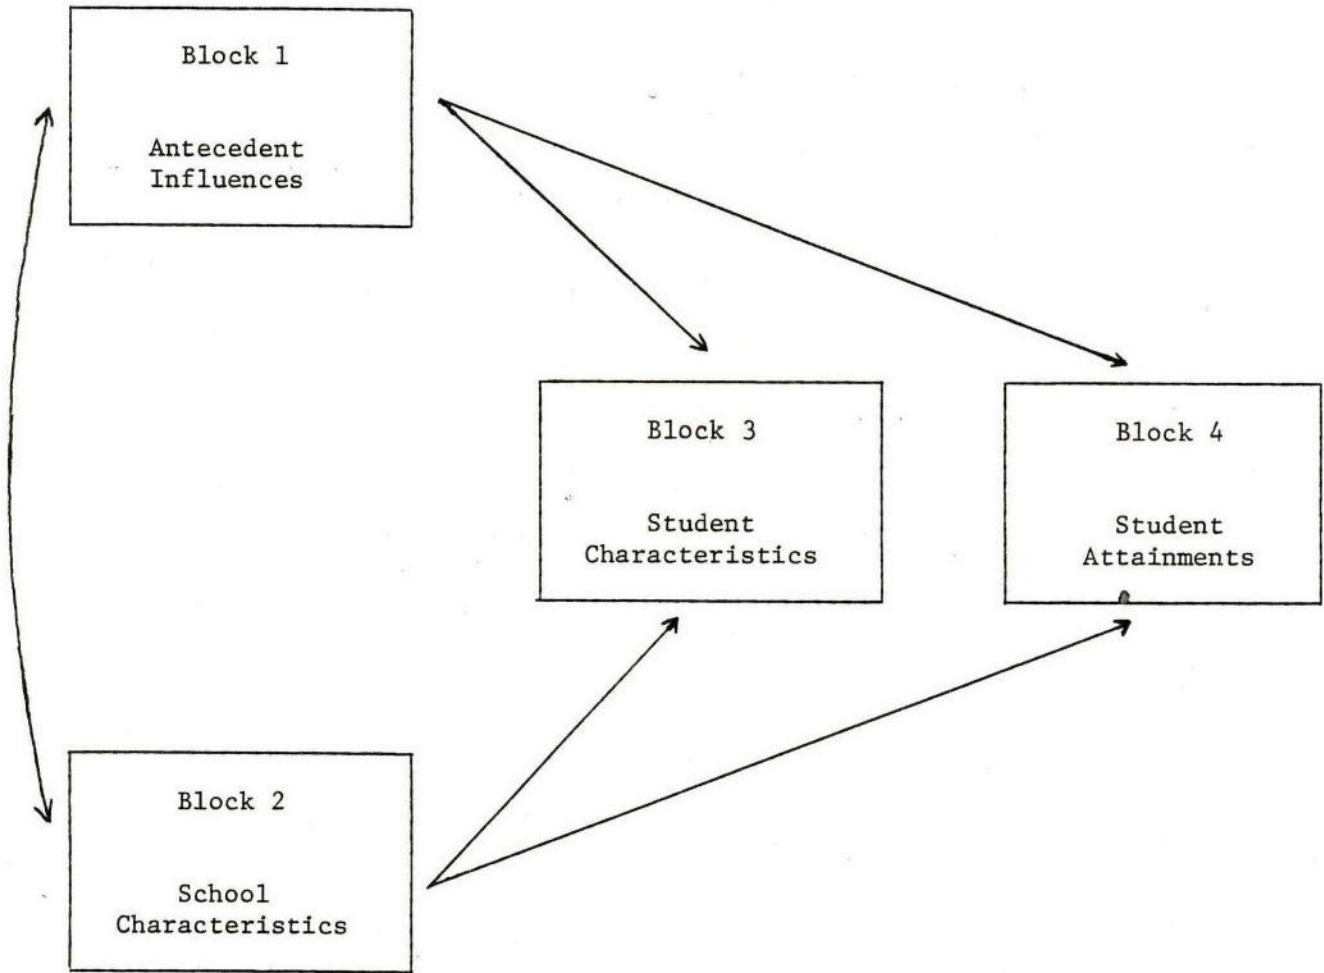 Block 1
Antecedent
Influences
Block 3
Student
Characteristics
Block 4
Student
Attainments
Block 2
School
Characteristics